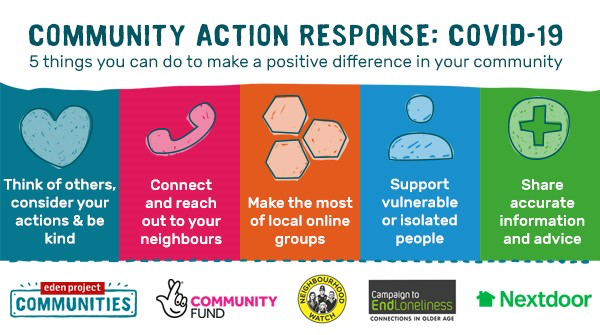 COMMUNITY ACTION RESPONSE: COVID-19
5 things you can do to make a positive difference in your community
Think of others,
consider your
actions & be
kind
Connect
and reach
out to your
neighbours
Make the most
of local online
groups
Support
vulnerable
or isolated
people
Share
accurate
information
and advice
eden project
COMMUNITIES
COMMUNITY
FUND
NEIGHBOURHOOD
WATCH
Campaign to
EndLoneliness
CONNECTIONS IN OLDER AGE
Nextdoor